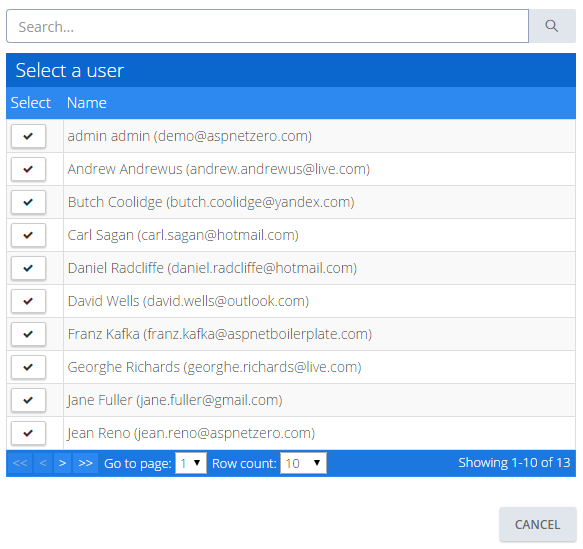 Search...
Select a user
Select Name
admin admin (demo@aspnetzero.com)
Andrew Andrewus (andrew.andrewus@live.com)
Butch Coolidge (butch.coolidge@yandex.com)
Carl Sagan (carl.sagan@hotmail.com)
Daniel Radcliffe (daniel.radcliffe@hotmail.com)
David Wells (david.wells@outlook.com)
Franz Kafka (franz.kafka@aspnetboilerplate.com)
Georghe Richards (georghe.richards@live.com)
Jane Fuller (jane.fuller@gmail.com)
Jean Reno (jean.reno@aspnetzero.com)
<< < > >> Go to page: 1 Row count: 10 Showing 1-10 of 13
CANCEL